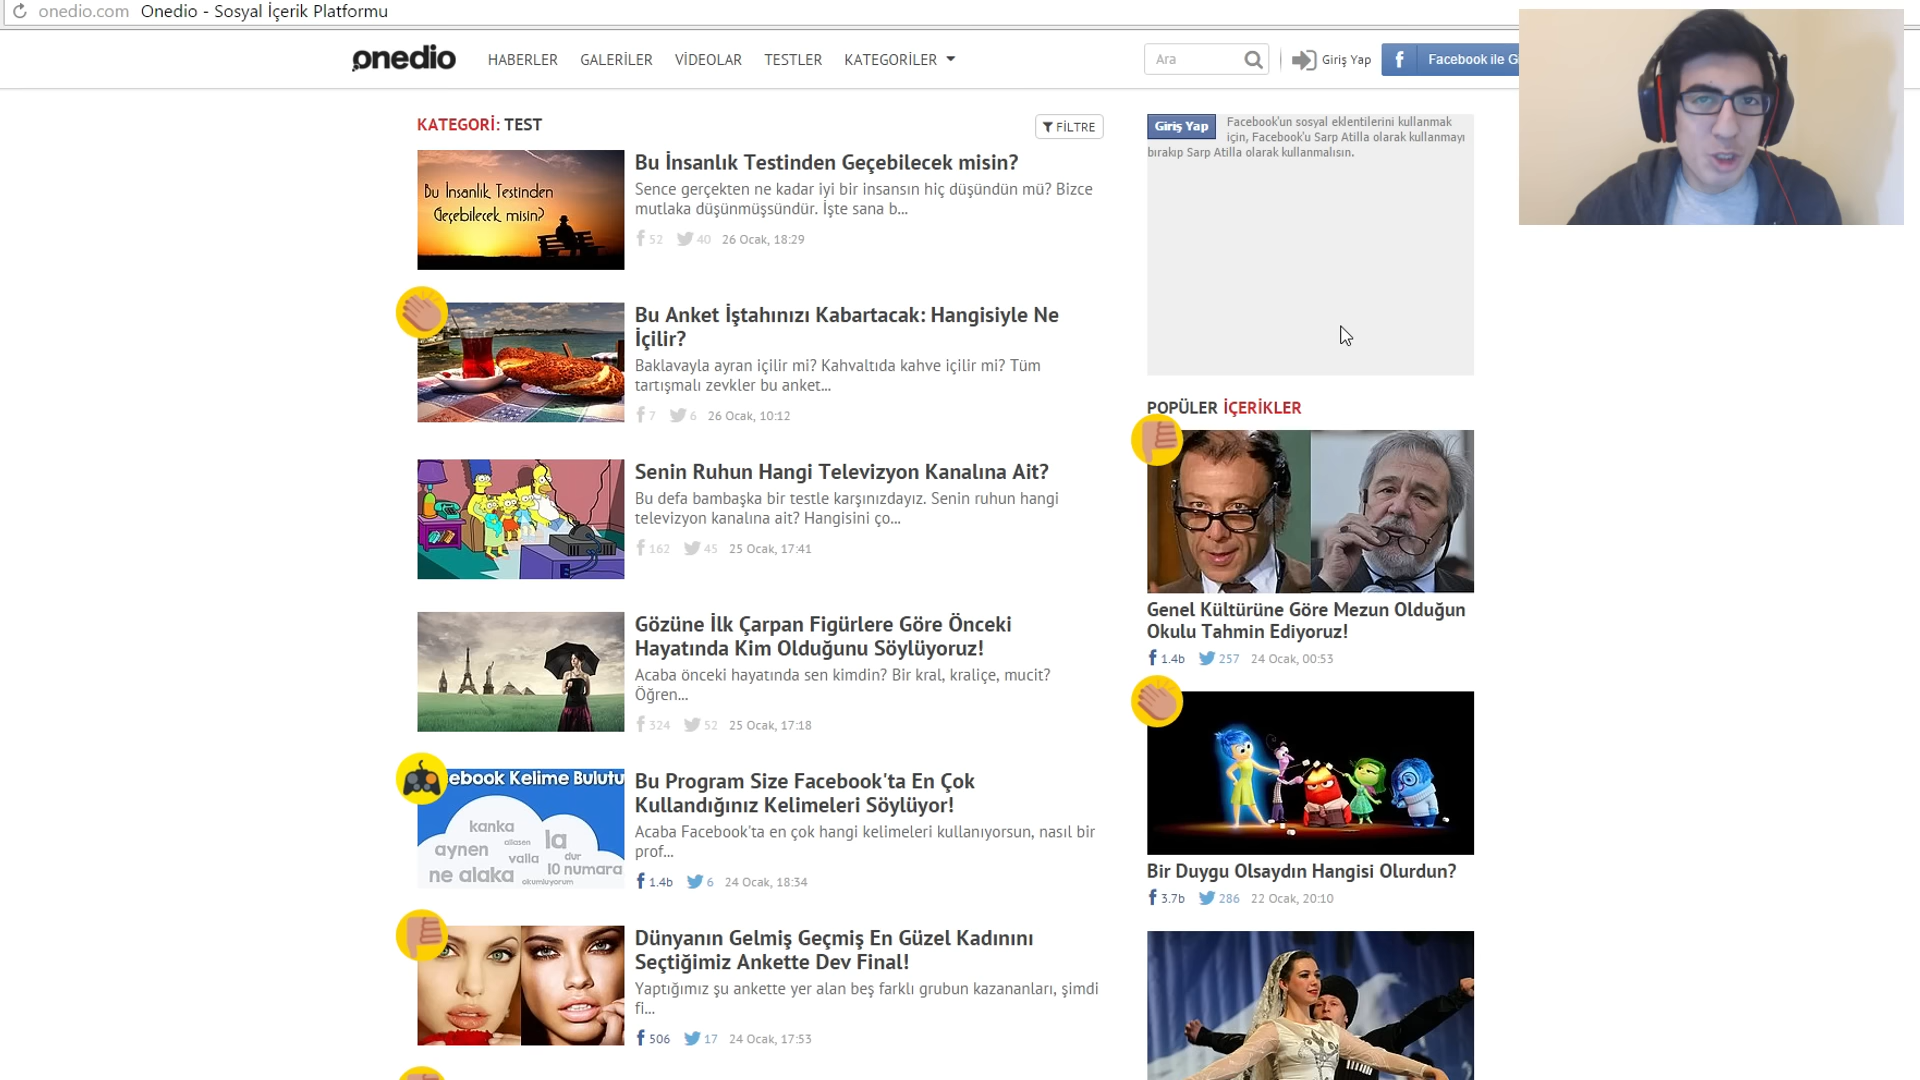 onedio.com Onedio - Sosyal İçerik Platformu
onedio HABERLER GALERİLER VİDEOLAR TESTLER KATEGORİLER Ara Giriş Yap f Facebook ile G
KATEGORİ: TEST
FİLTRE
Bu İnsanlık Testinden
Geçebilecek misin?
Bu İnsanlık Testinden Geçebilecek misin?
Sence gerçekten ne kadar iyi bir insansın hiç düşündün mü? Bizce
mutlaka düşünmüşsündür. İşte sana b...
52 40 26 Ocak, 18:29
Bu Anket İştahınızı Kabartacak: Hangisiyle Ne
İçilir?
Baklavayla ayran içilir mi? Kahvaltıda kahve içilir mi? Tüm
tartışmalı zevkler bu anket...
7 6 26 Ocak, 10:12
Senin Ruhun Hangi Televizyon Kanalına Ait?
Bu defa bambaşka bir testle karşınızdayız. Senin ruhun hangi
televizyon kanalına ait? Hangisini ço...
162 45 25 Ocak, 17:41
Gözüne İlk Çarpan Figürlere Göre Önceki
Hayatında Kim Olduğunu Söylüyoruz!
Acaba önceki hayatında sen kimdin? Bir kral, kraliçe, mucit?
Öğren...
324 52 25 Ocak, 17:18
ebook Kelime Bulutu
kanka
aynen
allasen
la
valla
dur
ne alaka
10 numara
okumluyorum
Bu Program Size Facebook'ta En Çok
Kullandığınız Kelimeleri Söylüyor!
Acaba Facebook'ta en çok hangi kelimeleri kullanıyorsun, nasıl bir
prof...
1.4b 6 24 Ocak, 18:34
Dünyanın Gelmiş Geçmiş En Güzel Kadınını
Seçtiğimiz Ankette Dev Final!
Yaptığımız şu ankette yer alan beş farklı grubun kazananları, şimdi
fi...
506 17 24 Ocak, 17:53
Giriş Yap Facebook'un sosyal eklentilerini kullanmak
için, Facebook'u Sarp Atilla olarak kullanmayı
bırakıp Sarp Atilla olarak kullanmalısın.
POPÜLER İÇERİKLER
Genel Kültürüne Göre Mezun Olduğun
Okulu Tahmin Ediyoruz!
1.4b 257 24 Ocak, 00:53
Bir Duygu Olsaydın Hangisi Olurdun?
3.7b 286 22 Ocak, 20:10